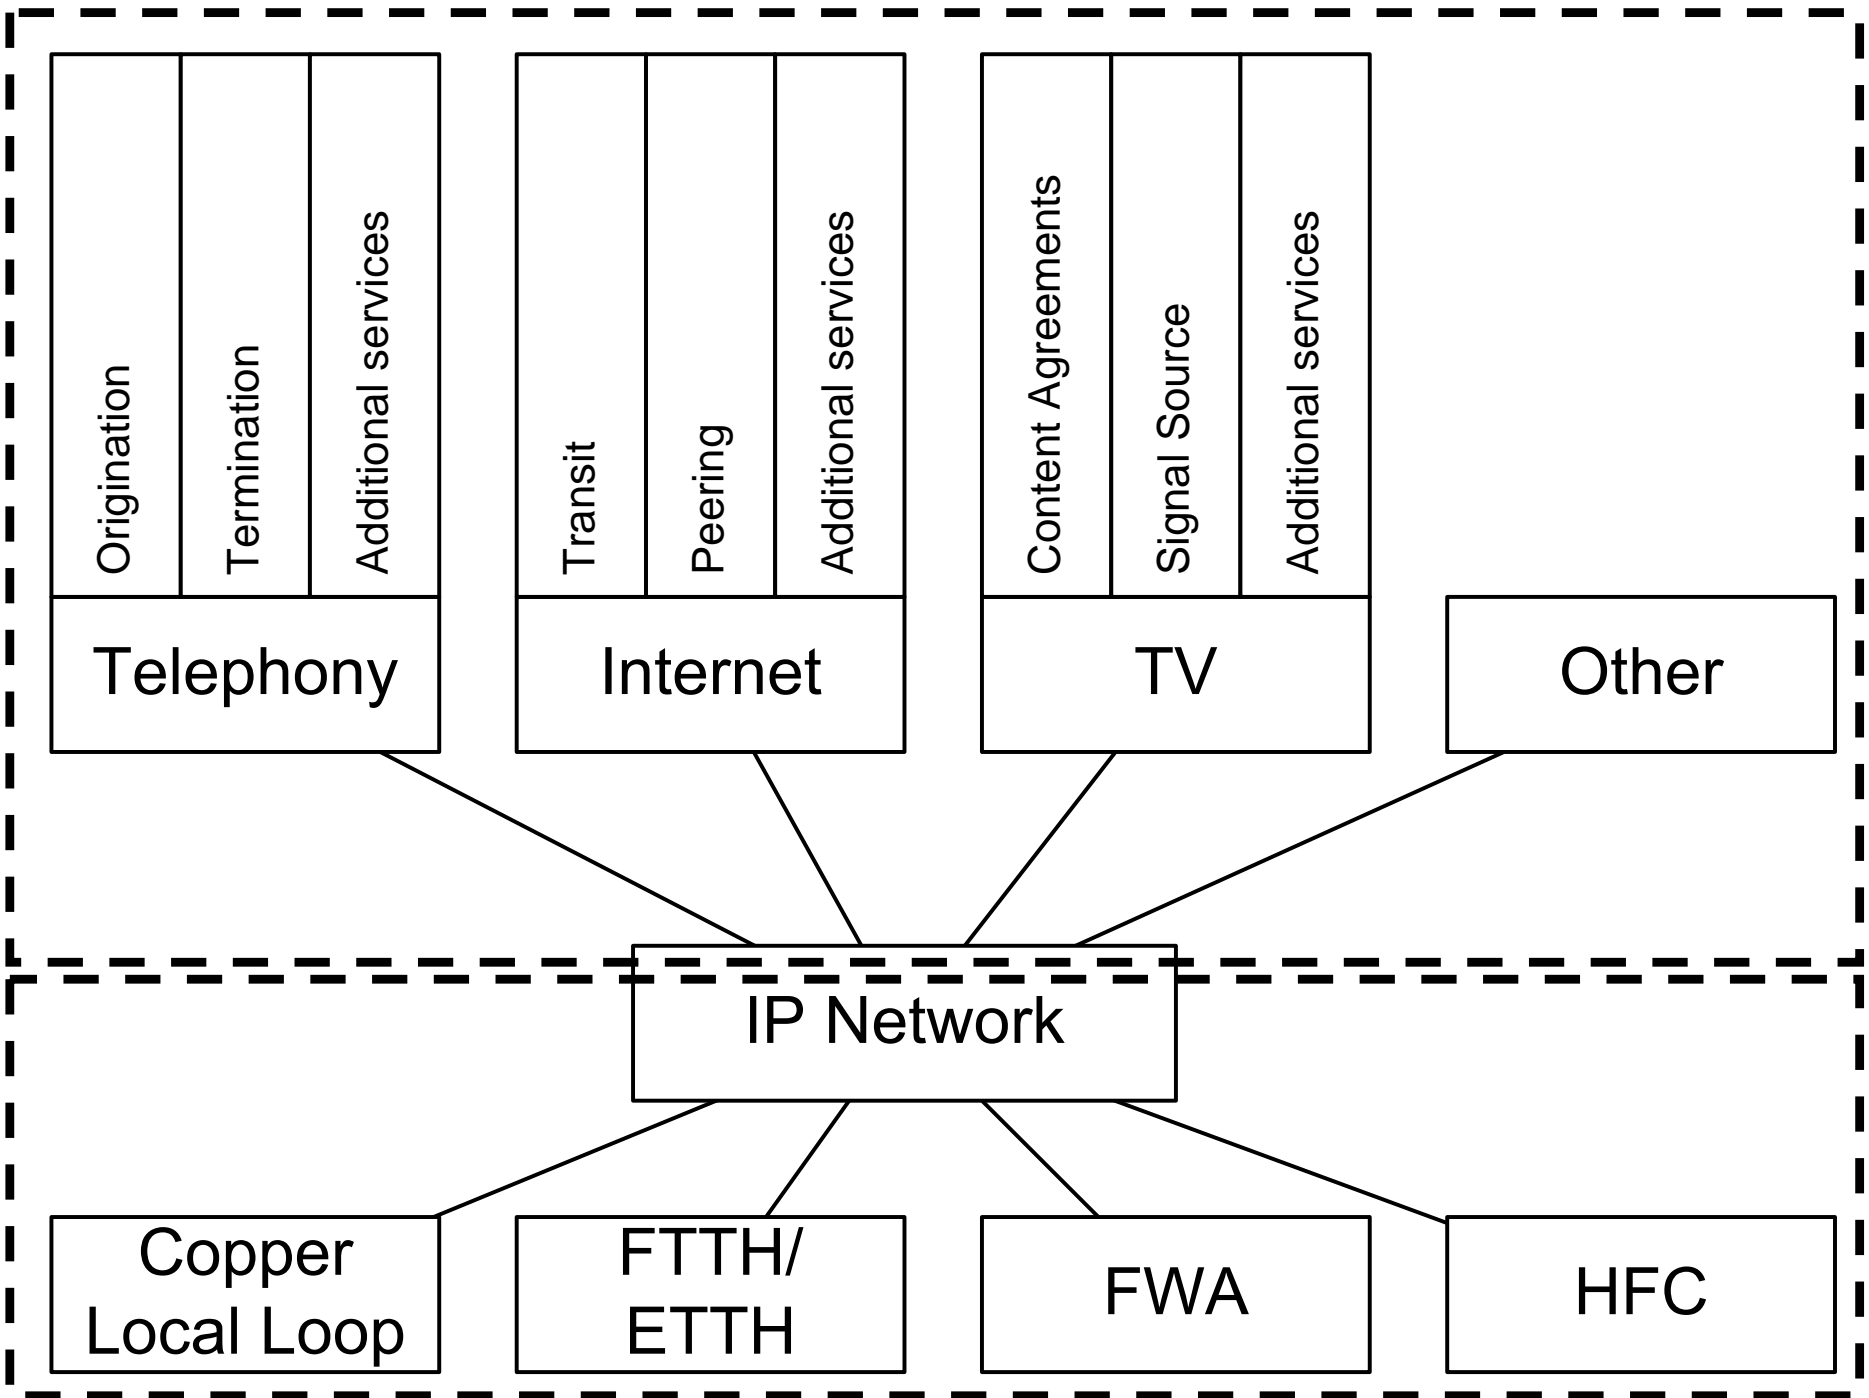 Origination
Termination
Additional services
Transit
Peering
Additional services
Content Agreements
Signal Source
Additional services
Telephony
Internet
TV
Other
IP Network
Copper
Local Loop
FTTH/
ETTH
FWA
HFC